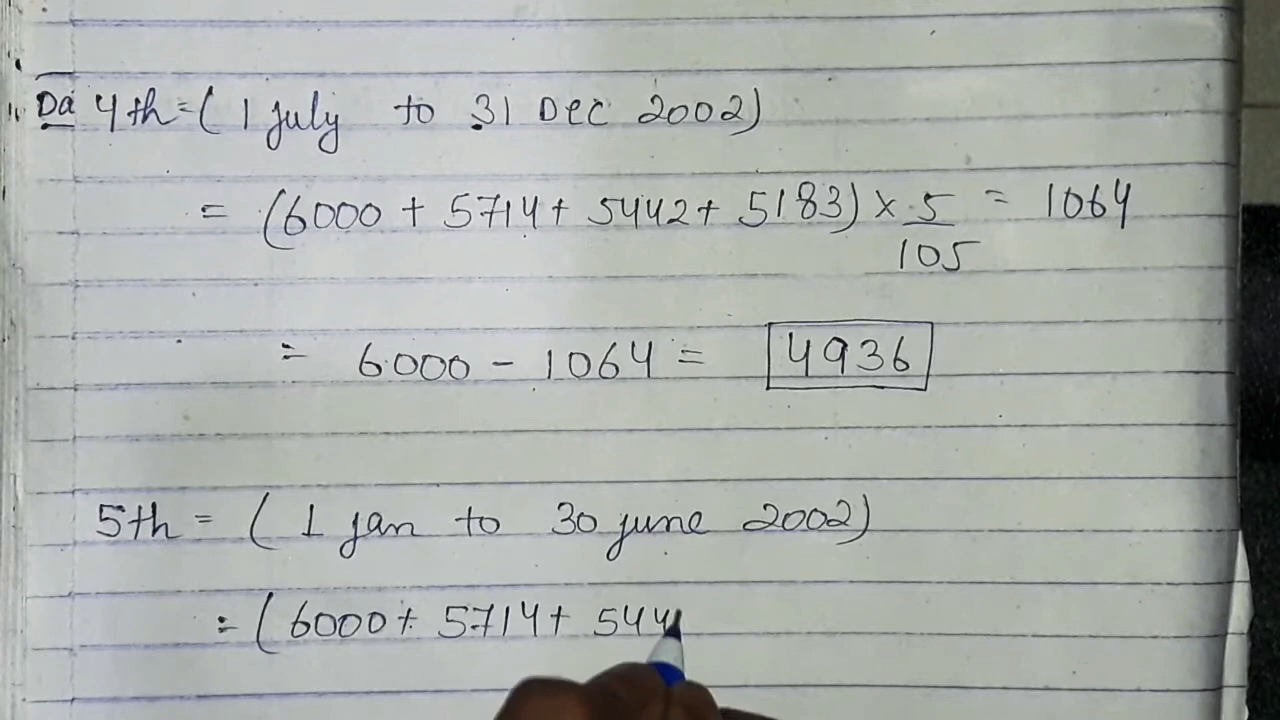 Da 4th = ( 1 july to 31 Dec 2002)
= (6000 + 5714 + 5442 + 5183) × 5/105 = 1064
= 6000 - 1064 = 4936
5th = ( 1 jan to 30 june 2002)
= ( 6000 + 5714 + 544